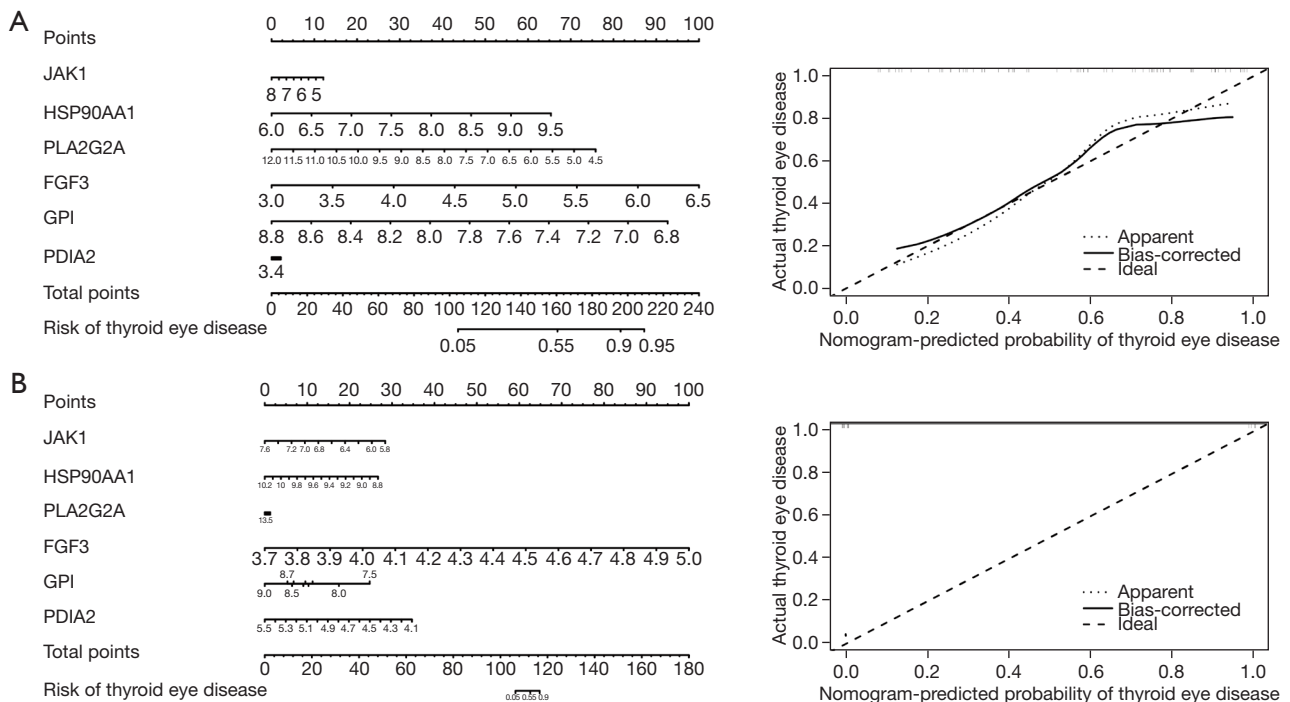 A
Points
0 10 20 30 40 50 60 70 80 90 100
JAK1
8 7 6 5
HSP90AA1
6.0 6.5 7.0 7.5 8.0 8.5 9.0 9.5
PLA2G2A
12.0 11.5 11.0 10.5 10.0 9.5 9.0 8.5 8.0 7.5 7.0 6.5 6.0 5.5 5.0 4.5
FGF3
3.0 3.5 4.0 4.5 5.0 5.5 6.0 6.5
GPI
8.8 8.6 8.4 8.2 8.0 7.8 7.6 7.4 7.2 7.0 6.8
PDIA2
3.4
Total points
0 20 40 60 80 100 120 140 160 180 200 220 240
Risk of thyroid eye disease
0.05 0.55 0.9 0.95
Actual thyroid eye disease
1.0
0.8
0.6
0.4
0.2
0.0
Apparent
Bias-corrected
Ideal
0.0 0.2 0.4 0.6 0.8 1.0
Nomogram-predicted probability of thyroid eye disease
B
Points
0 10 20 30 40 50 60 70 80 90 100
JAK1
7.6 7.2 7.0 6.8 6.4 6.0 5.8
HSP90AA1
10.2 10 9.8 9.6 9.4 9.2 9.0 8.8
PLA2G2A
13.5
FGF3
3.7 3.8 3.9 4.0 4.1 4.2 4.3 4.4 4.5 4.6 4.7 4.8 4.9 5.0
GPI
8.7 7.5
9.0 8.5 8.0
PDIA2
5.5 5.3 5.1 4.9 4.7 4.5 4.3 4.1
Total points
0 20 40 60 80 100 120 140 160 180
Risk of thyroid eye disease
0.05 0.55 0.9
Actual thyroid eye disease
1.0
0.8
0.6
0.4
0.2
0.0
Apparent
Bias-corrected
Ideal
0.0 0.2 0.4 0.6 0.8 1.0
Nomogram-predicted probability of thyroid eye disease